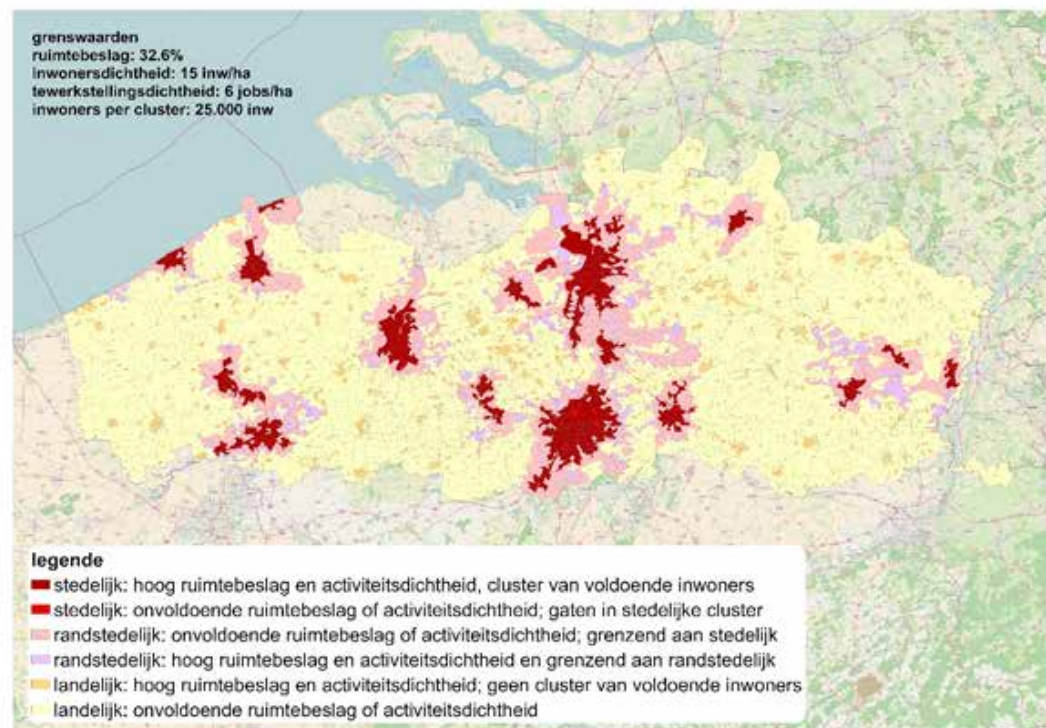 grenswaarden
ruimtebeslag: 32.6%
inwonersdichtheid: 15 inw/ha
tewerkstellingsdichtheid: 6 jobs/ha
inwoners per cluster: 25.000 inw
legende
stedelijk: hoog ruimtebeslag en activiteitsdichtheid, cluster van voldoende inwoners
stedelijk: onvoldoende ruimtebeslag of activiteitsdichtheid; gaten in stedelijke cluster
randstedelijk: onvoldoende ruimtebeslag of activiteitsdichtheid; grenzend aan stedelijk
randstedelijk: hoog ruimtebeslag en activiteitsdichtheid en grenzend aan randstedelijk
landelijk: hoog ruimtebeslag en activiteitsdichtheid; geen cluster van voldoende inwoners
landelijk: onvoldoende ruimtebeslag of activiteitsdichtheid